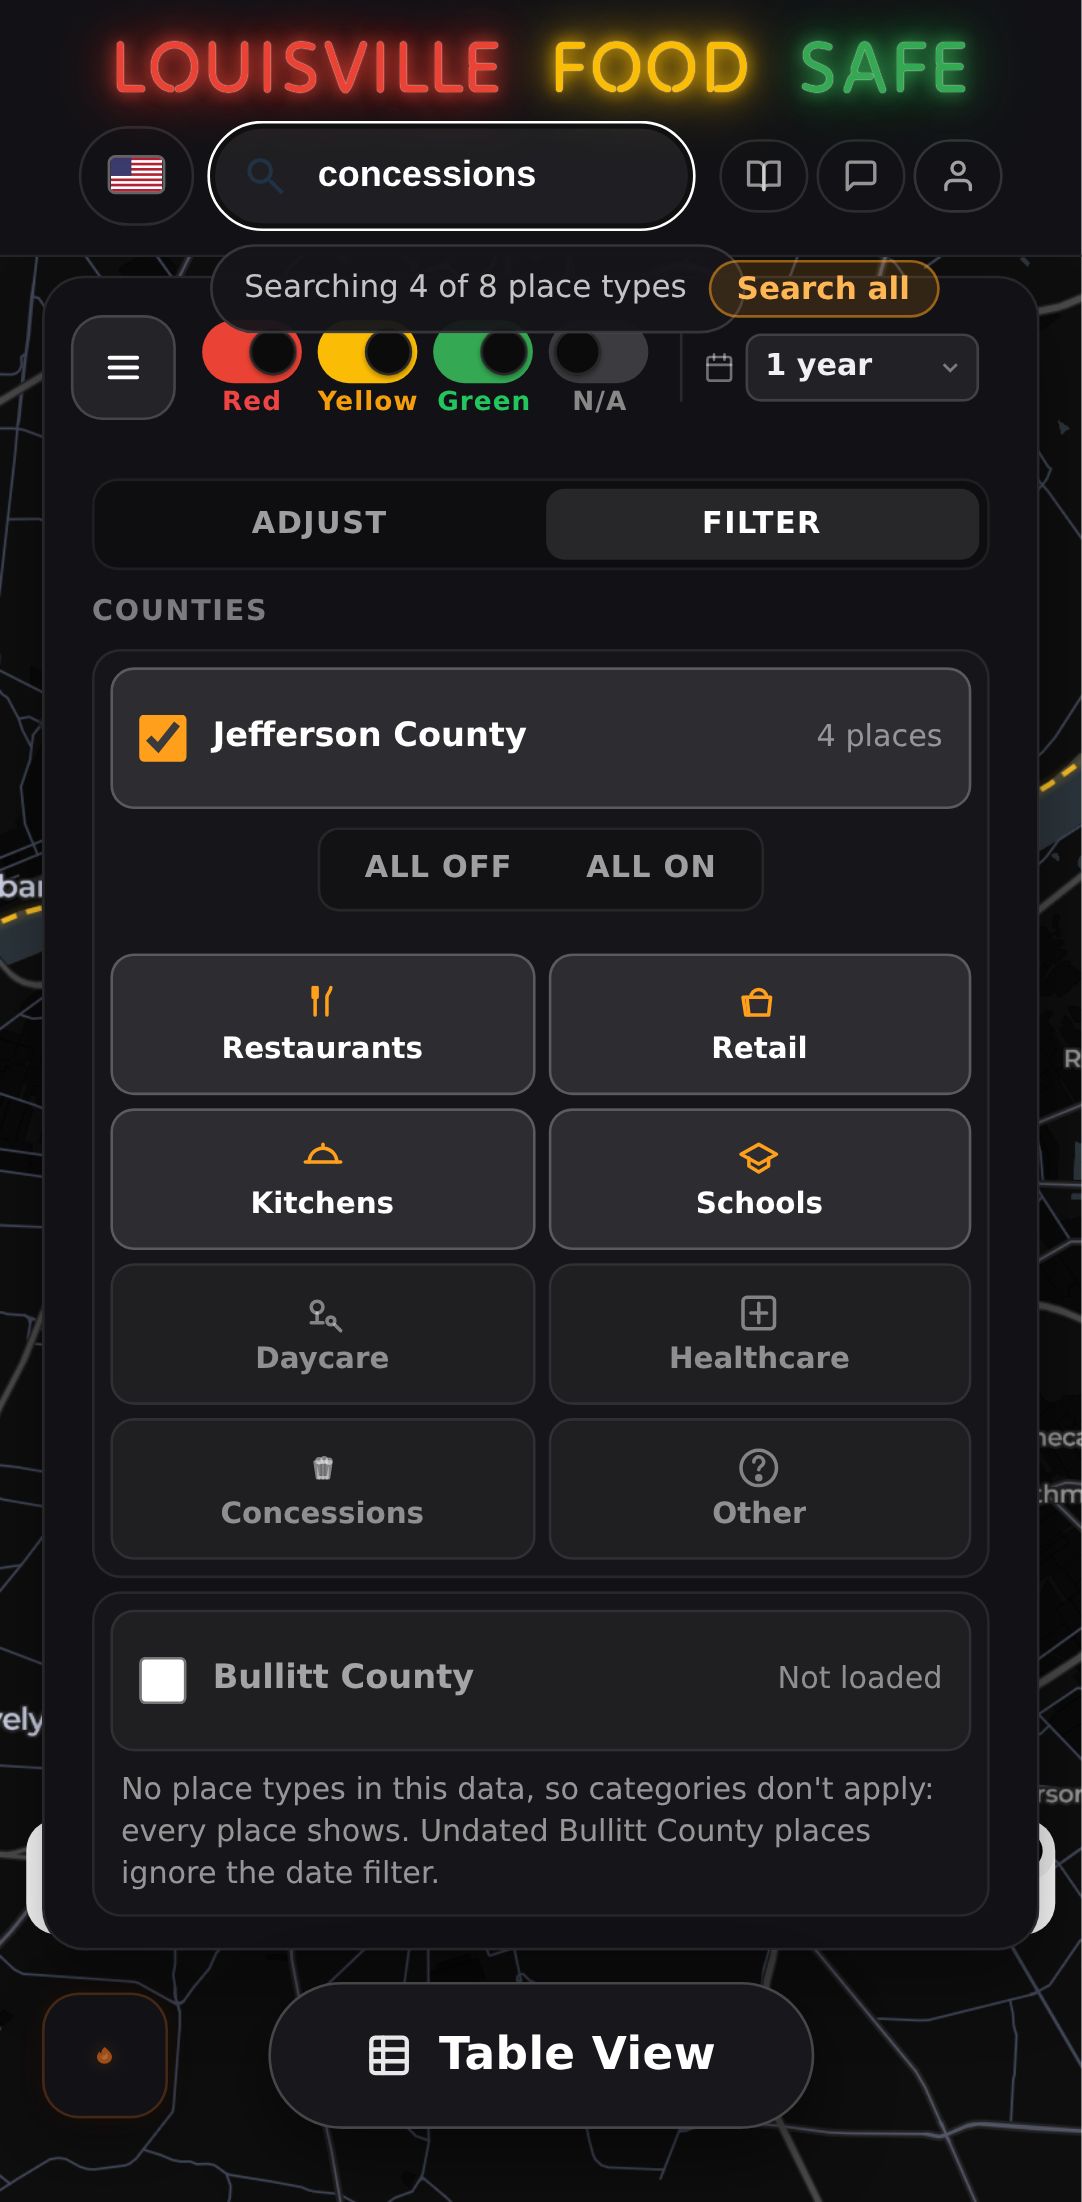 LOUISVILLE FOOD SAFE
concessions
Searching 4 of 8 place types
Search all
Red
Yellow
Green
N/A
1 year
ADJUST
FILTER
COUNTIES
Jefferson County
4 places
ALL OFF
ALL ON
Restaurants
Retail
Kitchens
Schools
Daycare
Healthcare
Concessions
Other
Bullitt County
Not loaded
No place types in this data, so categories don't apply:
every place shows. Undated Bullitt County places
ignore the date filter.
Table View